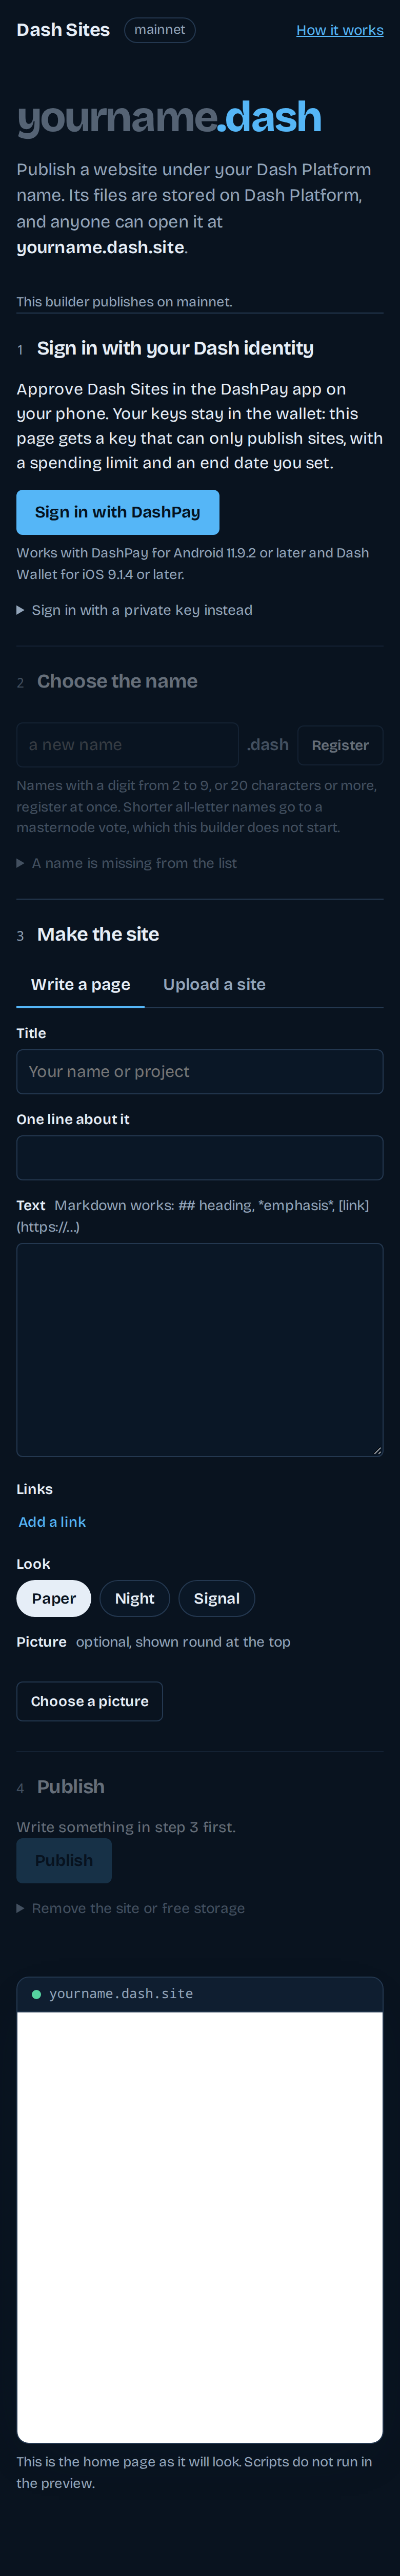 Dash Sites mainnet How it works
yourname.dash
Publish a website under your Dash Platform
name. Its files are stored on Dash Platform,
and anyone can open it at
yourname.dash.site.
This builder publishes on mainnet.
1 Sign in with your Dash identity
Approve Dash Sites in the DashPay app on
your phone. Your keys stay in the wallet: this
page gets a key that can only publish sites, with
a spending limit and an end date you set.
Sign in with DashPay
Works with DashPay for Android 11.9.2 or later and Dash
Wallet for iOS 9.1.4 or later.
Sign in with a private key instead
2 Choose the name
a new name .dash Register
Names with a digit from 2 to 9, or 20 characters or more,
register at once. Shorter all-letter names go to a
masternode vote, which this builder does not start.
A name is missing from the list
3 Make the site
Write a page Upload a site
Title
Your name or project
One line about it
Text Markdown works: ## heading, *emphasis*, [link]
(https://...)
Links
Add a link
Look
Paper Night Signal
Picture optional, shown round at the top
Choose a picture
4 Publish
Write something in step 3 first.
Publish
Remove the site or free storage
yourname.dash.site
This is the home page as it will look. Scripts do not run in
the preview.